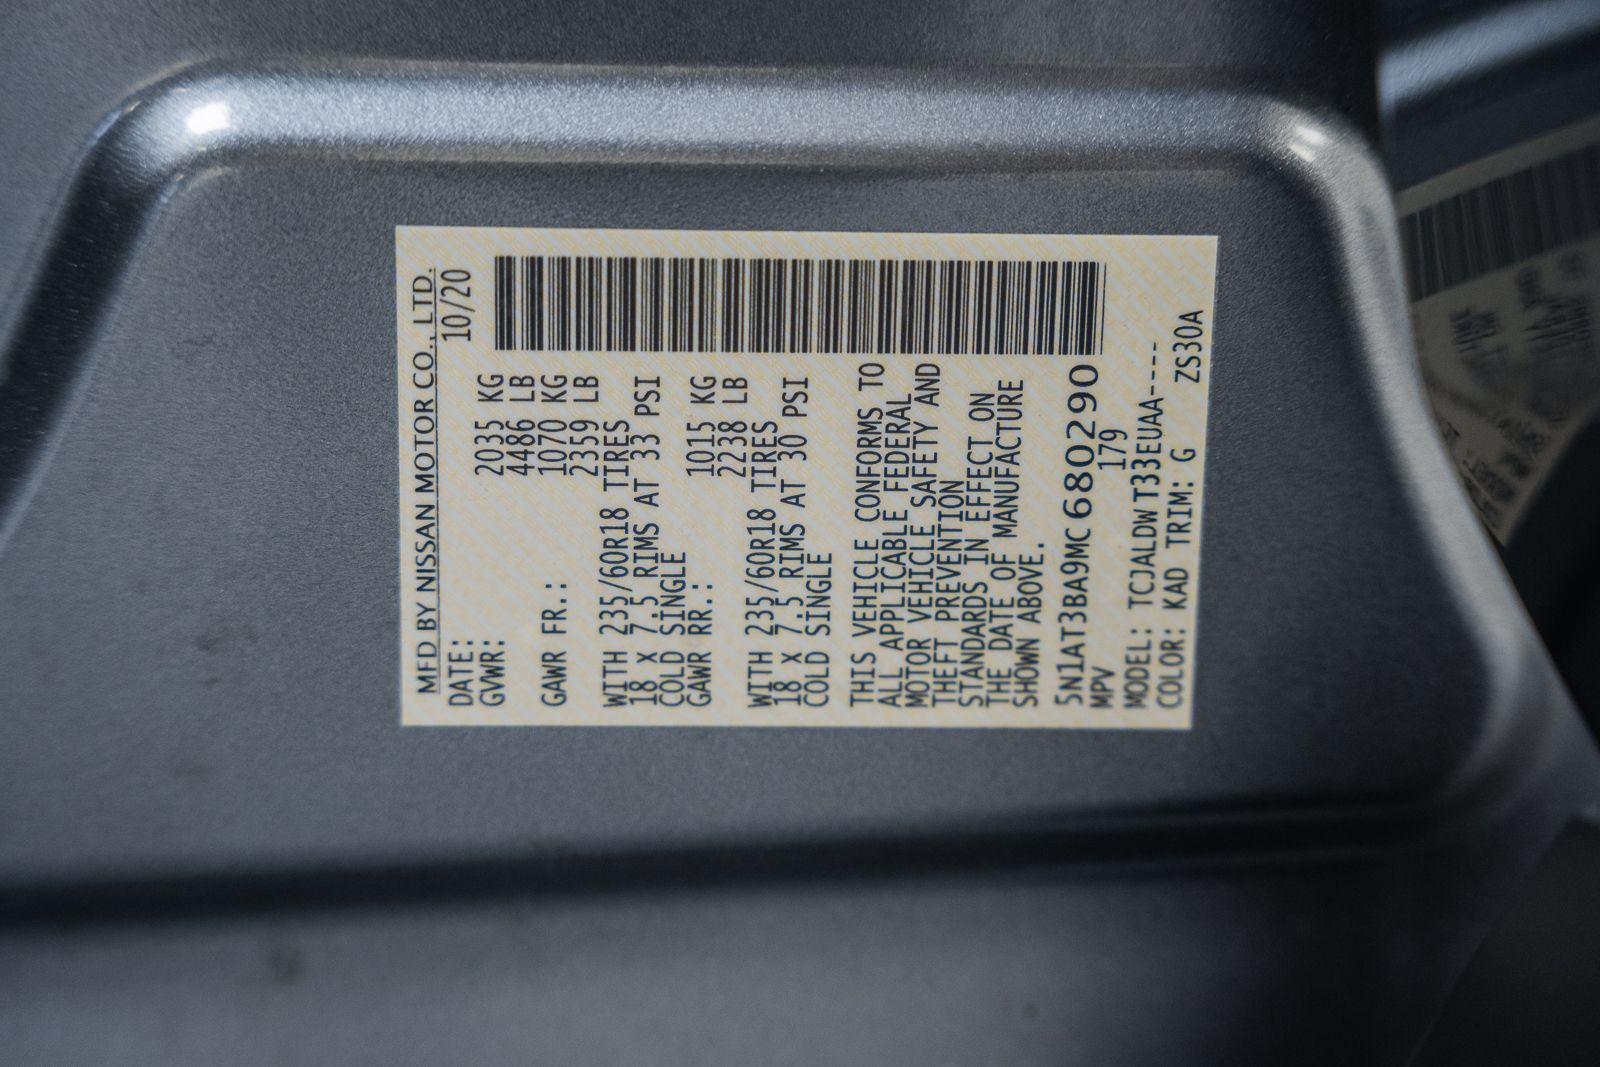 MFD BY NISSAN MOTOR CO., LTD.
DATE: 10/20
GVWR: 2035 KG
4486 LB
GAWR FR.: 1070 KG
2359 LB
WITH 235/60R18 TIRES
18 X 7.5 RIMS AT 33 PSI
COLD SINGLE
GAWR RR.: 1015 KG
2238 LB
WITH 235/60R18 TIRES
18 X 7.5 RIMS AT 30 PSI
COLD SINGLE
THIS VEHICLE CONFORMS TO
ALL APPLICABLE FEDERAL
MOTOR VEHICLE SAFETY AND
THEFT PREVENTION
STANDARDS IN EFFECT ON
THE DATE OF MANUFACTURE
SHOWN ABOVE.
5N1AT3BA9MC680290
MPV 179
MODEL: TCJALDWT33EUAA----
COLOR: KAD TRIM: G ZS30A